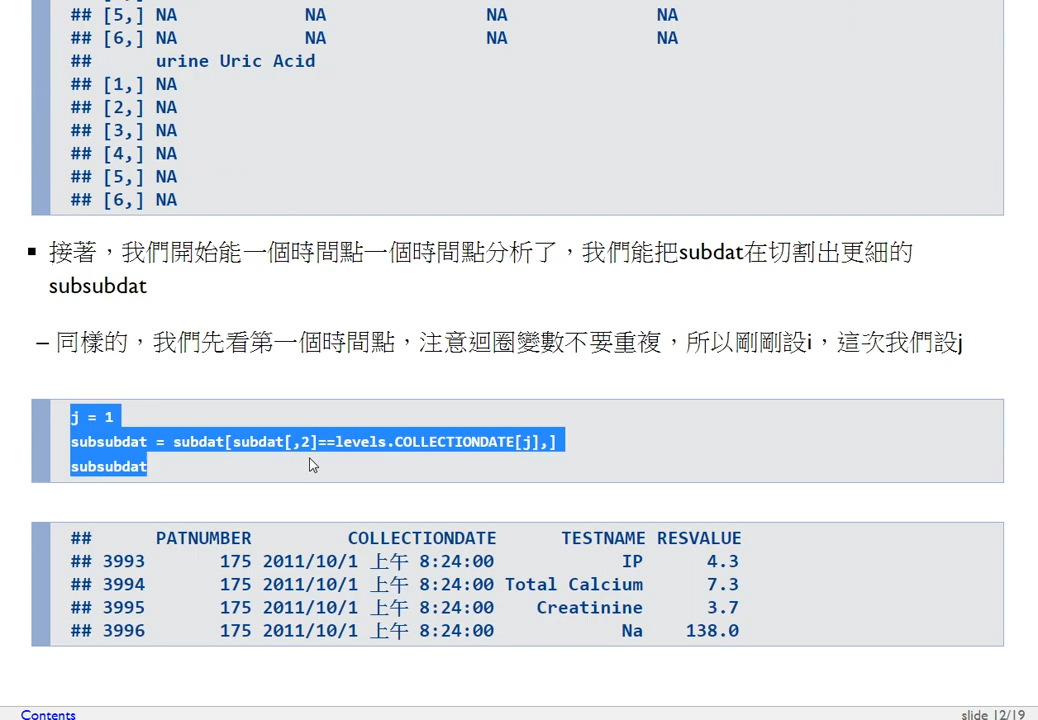 ## [5,] NA NA NA NA
## [6,] NA NA NA NA
## urine Uric Acid
## [1,] NA
## [2,] NA
## [3,] NA
## [4,] NA
## [5,] NA
## [6,] NA
▪ 接著，我們開始能一個時間點一個時間點分析了，我們能把subdat在切割出更細的
subsubdat
– 同樣的，我們先看第一個時間點，注意迴圈變數不要重複，所以剛剛設i，這次我們設j
j = 1
subsubdat = subdat[subdat[,2]==levels.COLLECTIONDATE[j],]
subsubdat
## PATNUMBER COLLECTIONDATE TESTNAME RESVALUE
## 3993 175 2011/10/1 上午 8:24:00 IP 4.3
## 3994 175 2011/10/1 上午 8:24:00 Total Calcium 7.3
## 3995 175 2011/10/1 上午 8:24:00 Creatinine 3.7
## 3996 175 2011/10/1 上午 8:24:00 Na 138.0
Contents slide 12/19